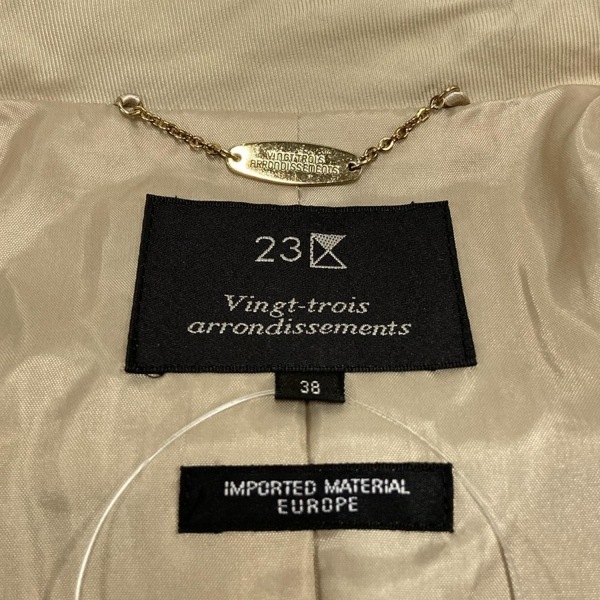 VINGT-TROIS
ARRONDISSEMENTS
23
Vingt-trois
arrondissements
38
IMPORTED MATERIAL
EUROPE